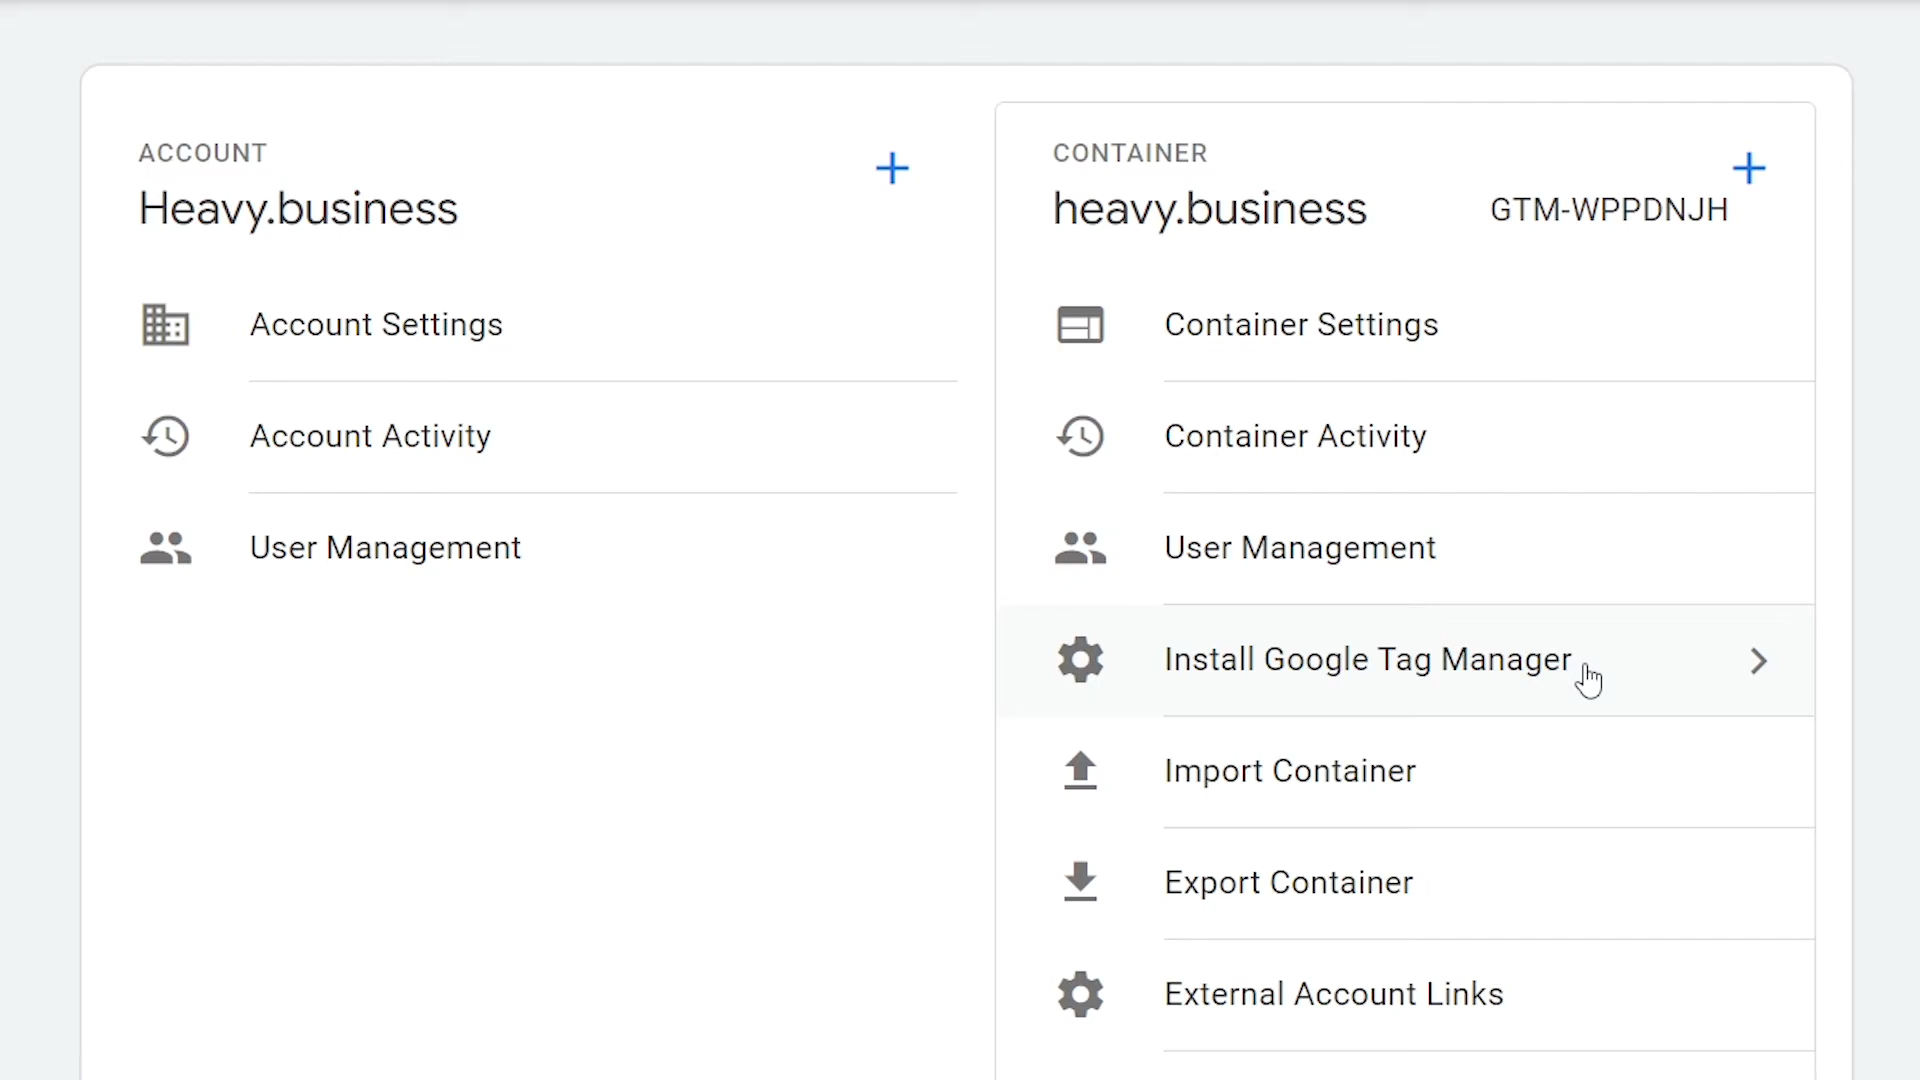 ACCOUNT
Heavy.business
Account Settings
Account Activity
User Management
CONTAINER
heavy.business
GTM-WPPDNJH
Container Settings
Container Activity
User Management
Install Google Tag Manager
Import Container
Export Container
External Account Links